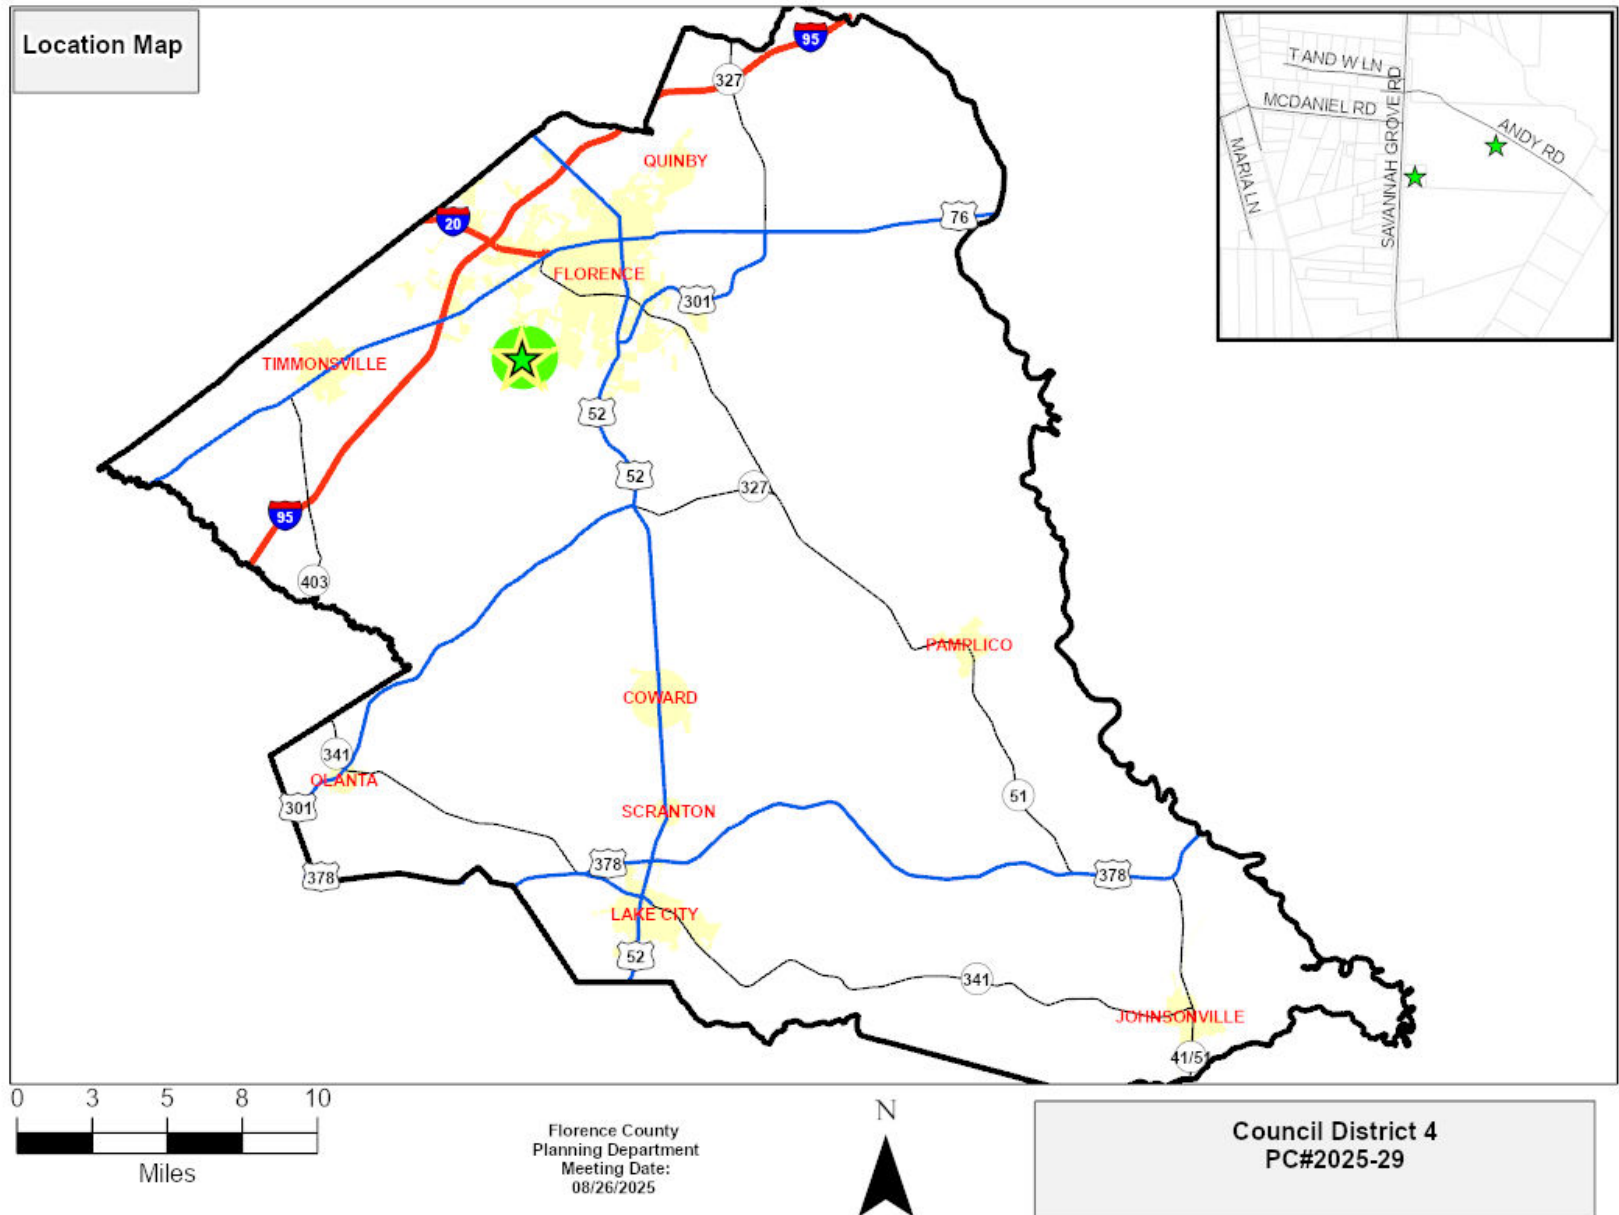 Location Map
95
327
T AND W LN
MCDANIEL RD
SAVANNAH GROVE RD
ANDY RD
MARIA LN
QUINBY
20
76
FLORENCE
301
TIMMONSVILLE
52
52
327
95
403
PAMPLICO
COWARD
341
OLANTA
301
51
SCRANTON
378
378
378
LAKE CITY
52
341
JOHNSONVILLE
41/51
0 3 5 8 10
Miles
Florence County
Planning Department
Meeting Date:
08/26/2025
N
Council District 4
PC#2025-29